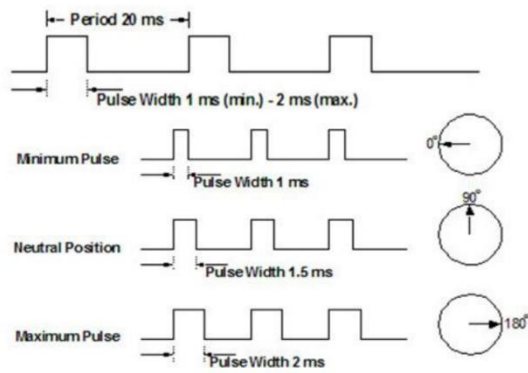 Period 20 ms
Pulse Width 1 ms (min.) - 2 ms (max.)
Minimum Pulse
0°
Pulse Width 1 ms
90°
Neutral Position
Pulse Width 1.5 ms
Maximum Pulse
180°
Pulse Width 2 ms